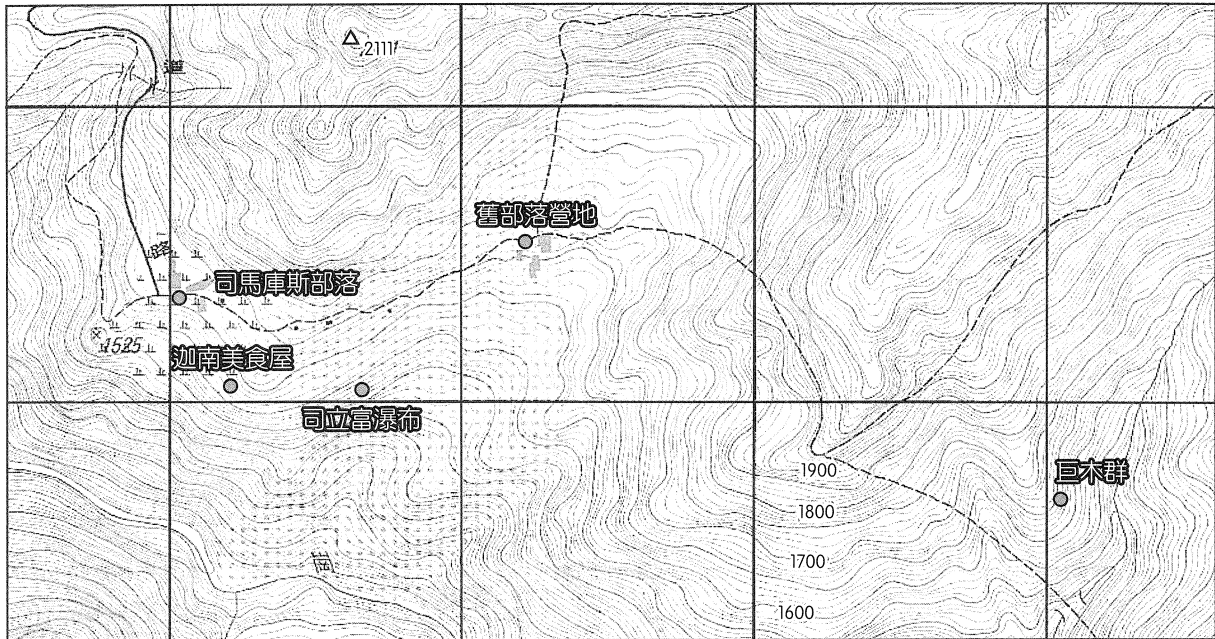 2111
道
舊部落營地
路
司馬庫斯部落
1525
迦南美食屋
司立富瀑布
1900
巨木群
1800
1700
1600